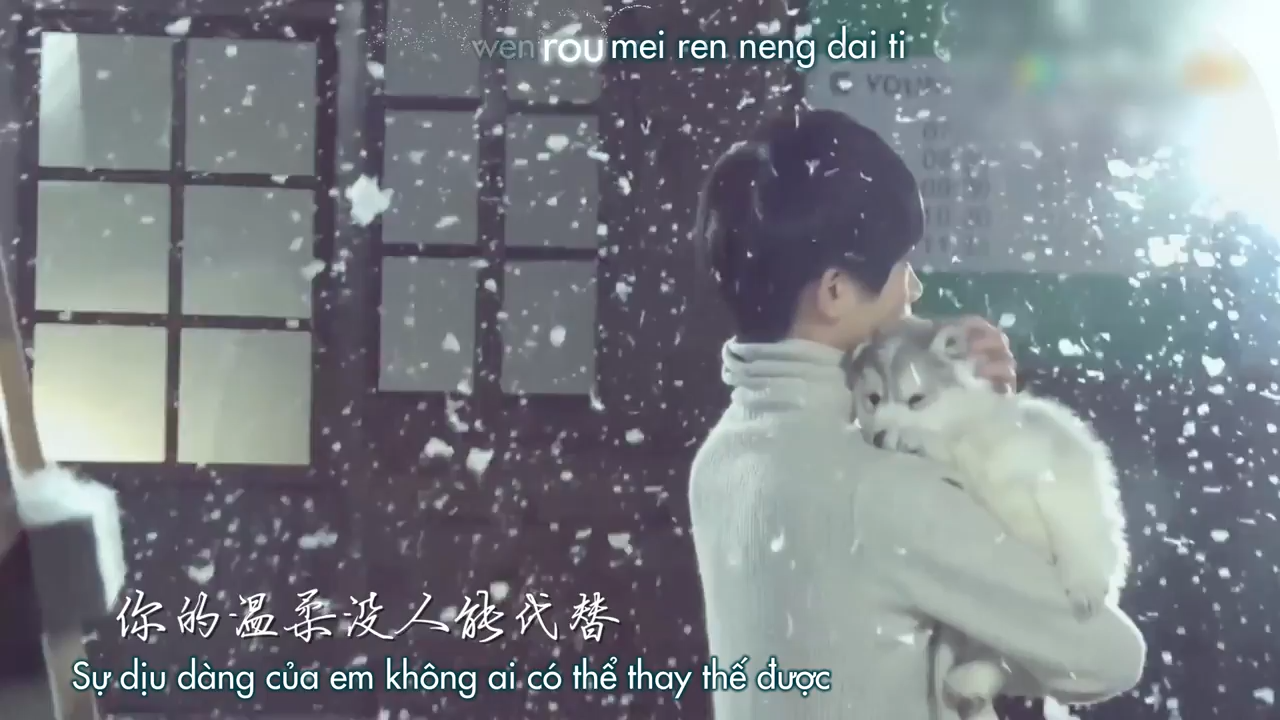 wen rou mei ren neng dai ti
你的温柔没人能代替
Sự dịu dàng của em không ai có thể thay thế được